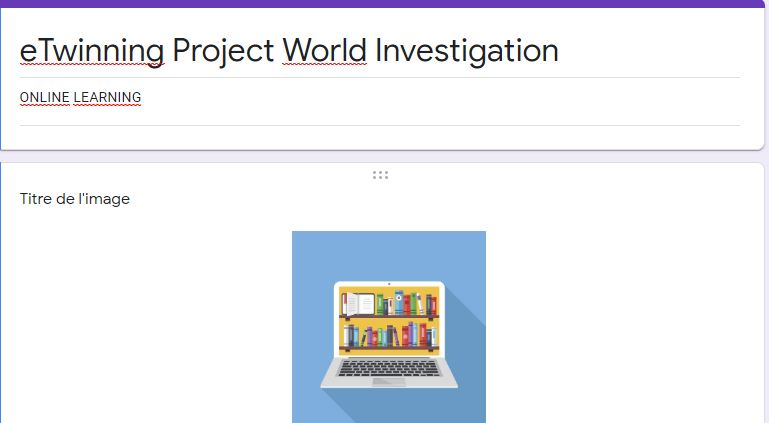 eTwinning Project World Investigation
ONLINE LEARNING
Titre de l'image